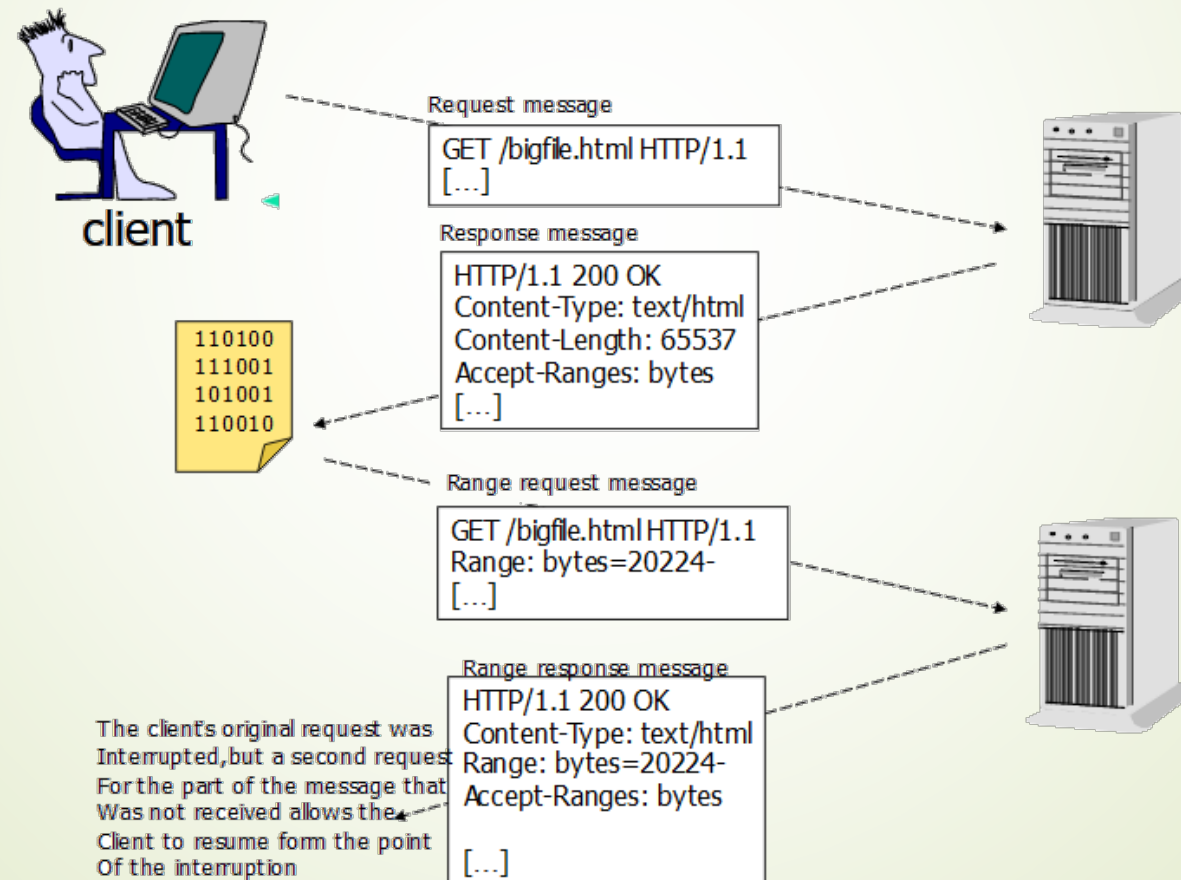 Request message
GET /bigfile.html HTTP/1.1
[...]
client
Response message
HTTP/1.1 200 OK
Content-Type: text/html
Content-Length: 65537
Accept-Ranges: bytes
[...]
110100
111001
101001
110010
Range request message
GET /bigfile.html HTTP/1.1
Range: bytes=20224-
[...]
Range response message
HTTP/1.1 200 OK
Content-Type: text/html
Range: bytes=20224-
Accept-Ranges: bytes
[...]
The client's original request was
Interrupted,but a second request
For the part of the message that
Was not received allows the
Client to resume form the point
Of the interruption